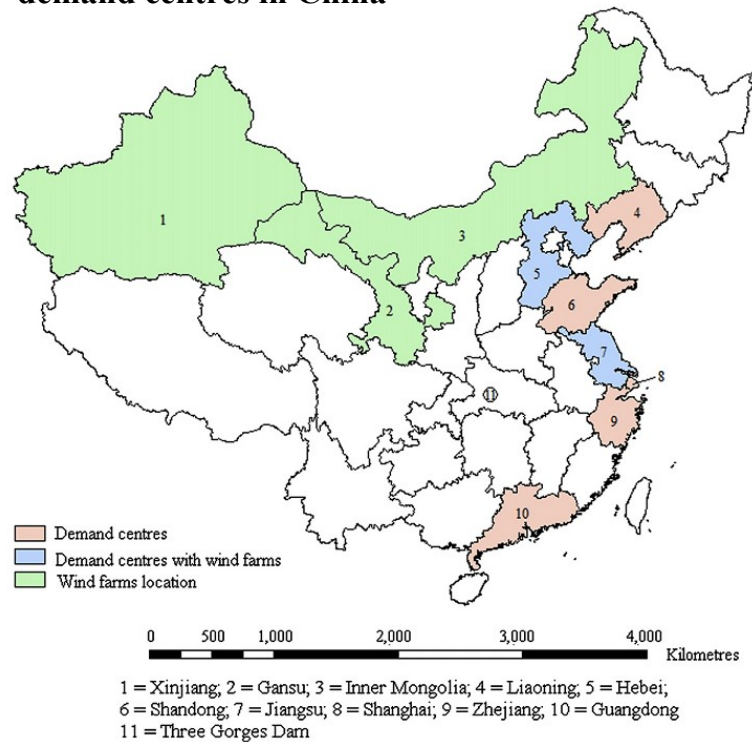 demand centres in China
1
2
3
4
5
6
7
8
9
10
11
Demand centres
Demand centres with wind farms
Wind farms location
0 500 1,000 2,000 3,000 4,000
Kilometres
1 = Xinjiang; 2 = Gansu; 3 = Inner Mongolia; 4 = Liaoning; 5 = Hebei;
6 = Shandong; 7 = Jiangsu; 8 = Shanghai; 9 = Zhejiang; 10 = Guangdong
11 = Three Gorges Dam